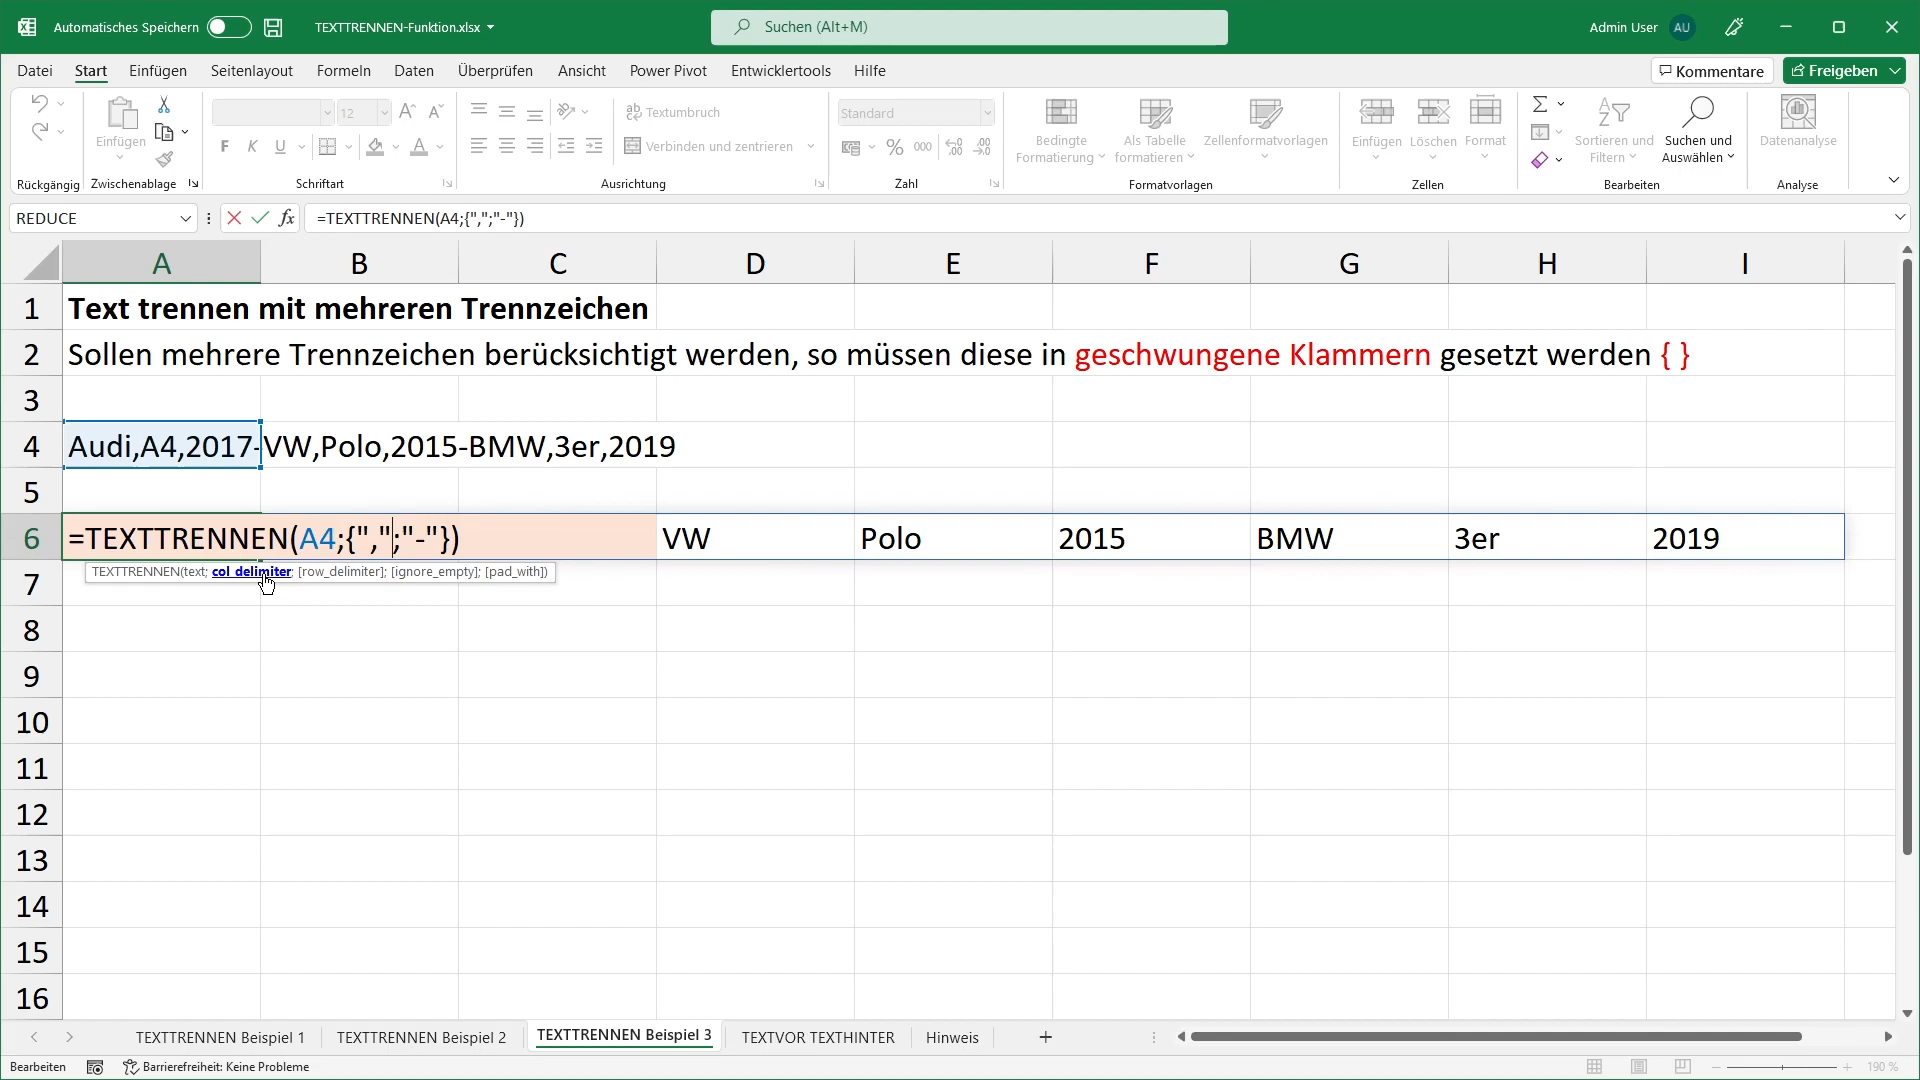 Automatisches Speichern
TEXTTRENNEN-Funktion.xlsx
Suchen (Alt+M)
Admin User
AU
Datei
Start
Einfügen
Seitenlayout
Formeln
Daten
Überprüfen
Ansicht
Power Pivot
Entwicklertools
Hilfe
Kommentare
Freigeben
Einfügen
12
F K U
Textumbruch
Verbinden und zentrieren
Standard
% 000
Bedingte Formatierung
Als Tabelle formatieren
Zellenformatvorlagen
Einfügen
Löschen
Format
Sortieren und Filtern
Suchen und Auswählen
Datenanalyse
Rückgängig
Zwischenablage
Schriftart
Ausrichtung
Zahl
Formatvorlagen
Zellen
Bearbeiten
Analyse
REDUCE
fx
=TEXTTRENNEN(A4;{",";"-"})
A B C D E F G H I
1 Text trennen mit mehreren Trennzeichen
2 Sollen mehrere Trennzeichen berücksichtigt werden, so müssen diese in geschwungene Klammern gesetzt werden { }
3
4 Audi,A4,2017-VW,Polo,2015-BMW,3er,2019
5
6 =TEXTTRENNEN(A4;{",";"-"}) VW Polo 2015 BMW 3er 2019
TEXTTRENNEN(text; col_delimiter; [row_delimiter]; [ignore_empty]; [pad_with])
7
8
9
10
11
12
13
14
15
16
TEXTTRENNEN Beispiel 1
TEXTTRENNEN Beispiel 2
TEXTTRENNEN Beispiel 3
TEXTVOR TEXTHINTER
Hinweis
Bearbeiten
Barrierefreiheit: Keine Probleme
190 %